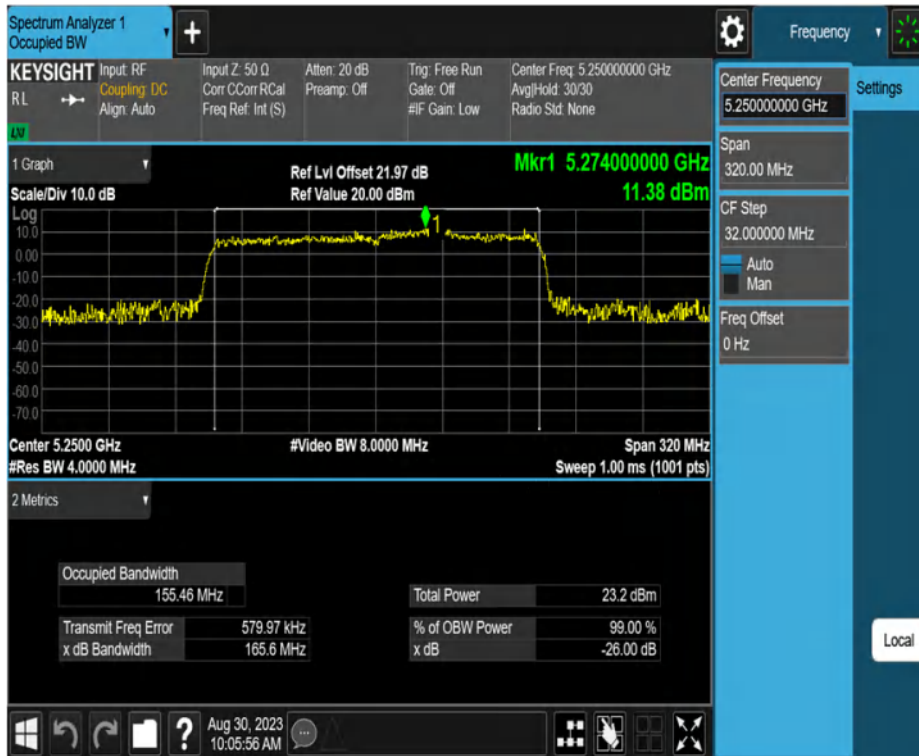 Spectrum Analyzer 1
Occupied BW
+
Frequency
KEYSIGHT
RL
LXI
Input: RF
Coupling: DC
Align: Auto
Input Z: 50 Ω
Corr CCorr RCal
Freq Ref: Int (S)
Atten: 20 dB
Preamp: Off
Trig: Free Run
Gate: Off
#IF Gain: Low
Center Freq: 5.250000000 GHz
Avg|Hold: 30/30
Radio Std: None
Center Frequency
5.250000000 GHz
Settings
Span
320.00 MHz
CF Step
32.000000 MHz
Auto
Man
Freq Offset
0 Hz
1 Graph
Scale/Div 10.0 dB
Ref Lvl Offset 21.97 dB
Ref Value 20.00 dBm
Mkr1 5.274000000 GHz
11.38 dBm
Log
1
10.0
0.00
-10.0
-20.0
-30.0
-40.0
-50.0
-60.0
-70.0
Center 5.2500 GHz
#Video BW 8.0000 MHz
Span 320 MHz
#Res BW 4.0000 MHz
Sweep 1.00 ms (1001 pts)
2 Metrics
Occupied Bandwidth
155.46 MHz
Total Power 23.2 dBm
Transmit Freq Error 579.97 kHz
% of OBW Power 99.00 %
x dB Bandwidth 165.6 MHz
x dB -26.00 dB
Local
?
Aug 30, 2023
10:05:56 AM